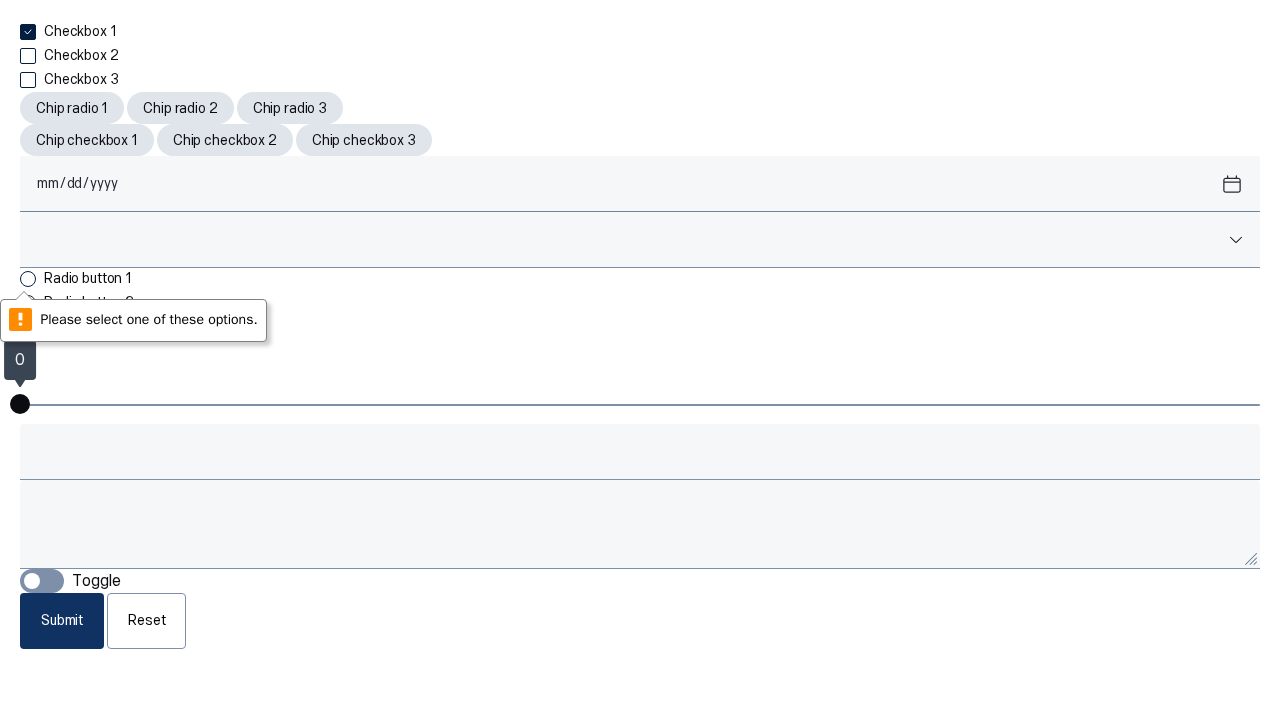 Checkbox 1
Checkbox 2
Checkbox 3
Chip radio 1 Chip radio 2 Chip radio 3
Chip checkbox 1 Chip checkbox 2 Chip checkbox 3
mm/dd/yyyy
Radio button 1
Please select one of these options.
0
Toggle
Submit Reset